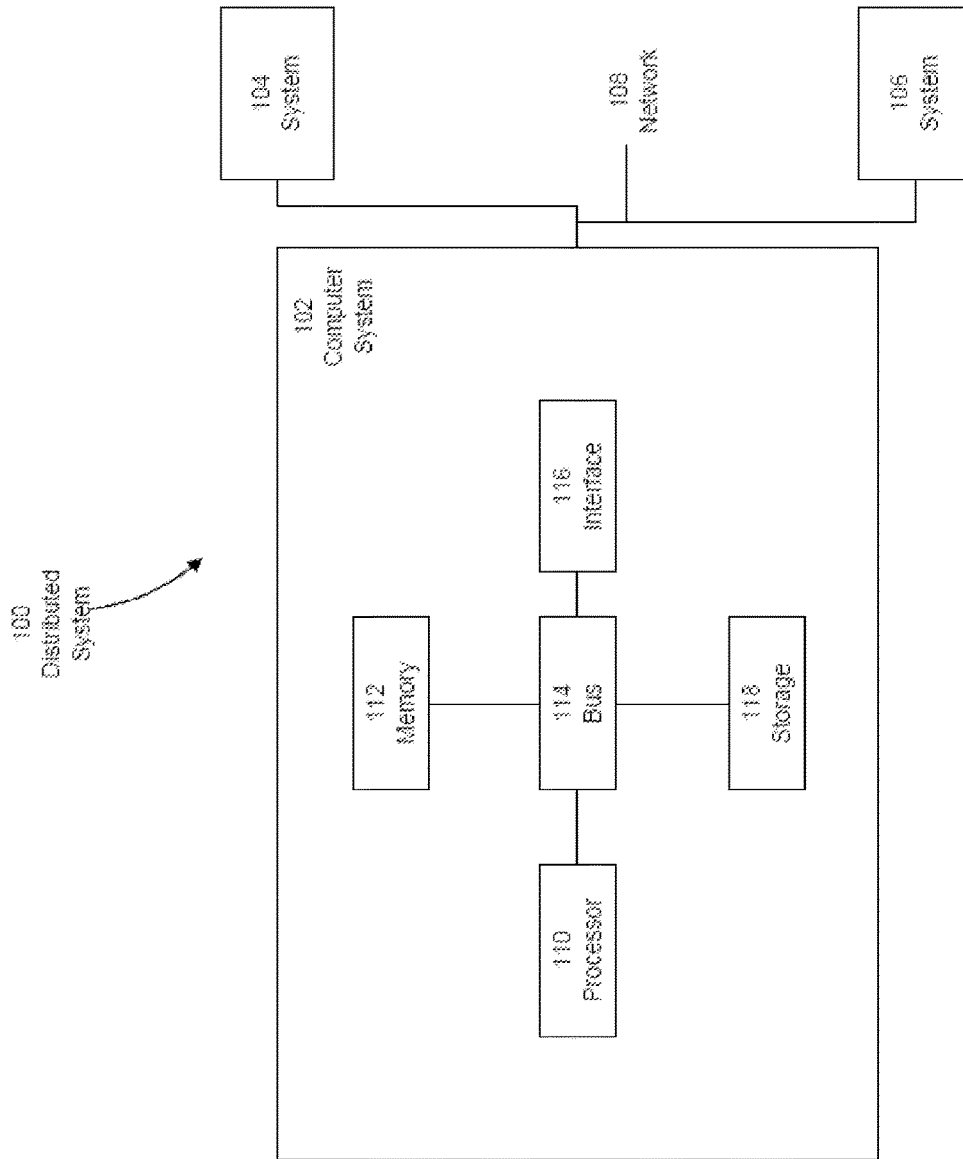 100
Distributed
System
102
Computer
System
104
System
108
Network
106
System
112
Memory
110
Processor
114
Bus
116
Interface
118
Storage